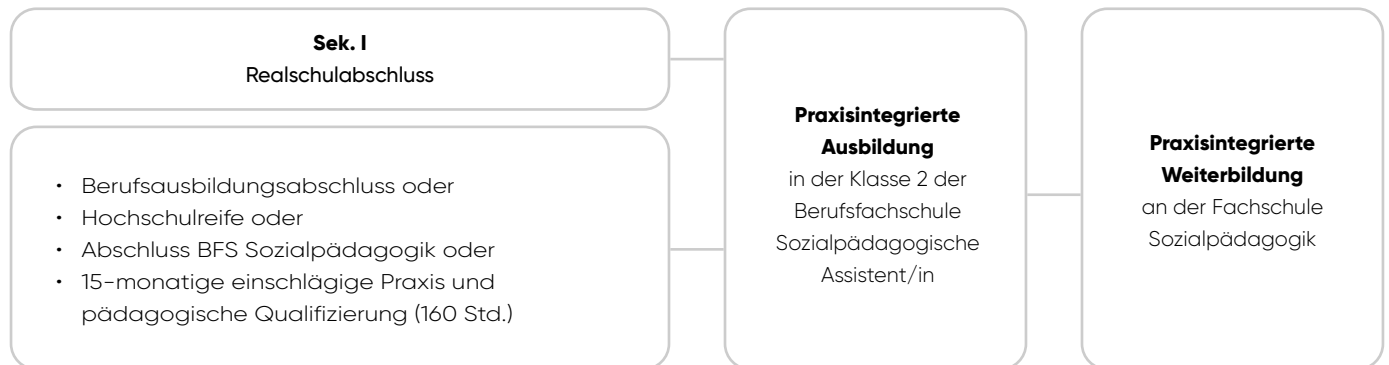 Sek. I
Realschulabschluss
• Berufsausbildungsabschluss oder
• Hochschulreife oder
• Abschluss BFS Sozialpädagogik oder
• 15-monatige einschlägige Praxis und
pädagogische Qualifizierung (160 Std.)
Praxisintegrierte
Ausbildung
in der Klasse 2 der
Berufsfachschule
Sozialpädagogische
Assistent/in
Praxisintegrierte
Weiterbildung
an der Fachschule
Sozialpädagogik